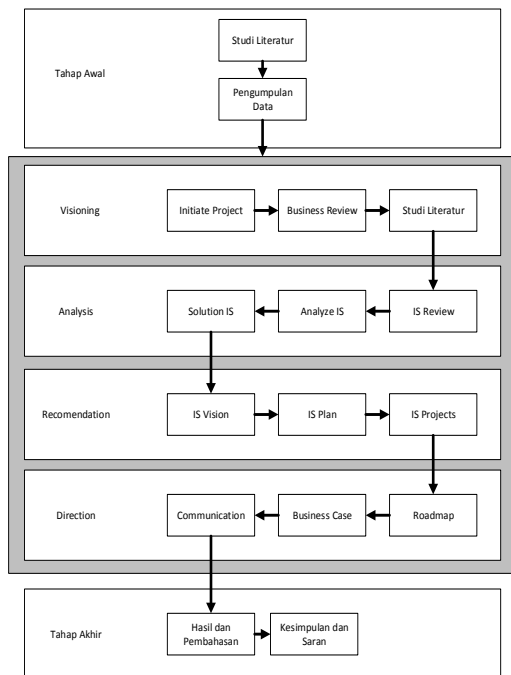 Studi Literatur
Tahap Awal
Pengumpulan
Data
Visioning
Initiate Project
Business Review
Studi Literatur
Analysis
Solution IS
Analyze IS
IS Review
Recomendation
IS Vision
IS Plan
IS Projects
Direction
Communication
Business Case
Roadmap
Tahap Akhir
Hasil dan
Pembahasan
Kesimpulan dan
Saran